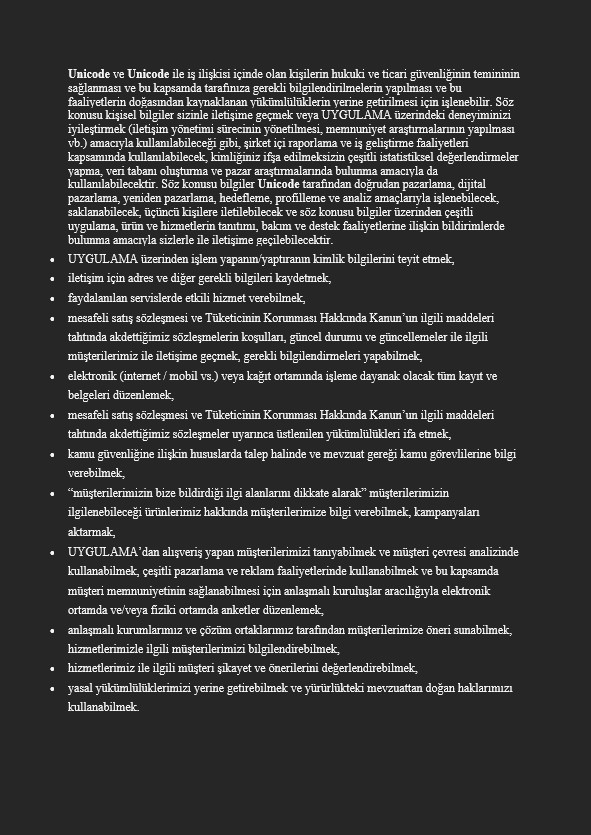 Unicode ve Unicode ile iş ilişkisi içinde olan kişilerin hukuki ve ticari güvenliğinin temininin
sağlanması ve bu kapsamda tarafınıza gerekli bilgilendirilmelerin yapılması ve bu
faaliyetlerin doğasından kaynaklanan yükümlülüklerin yerine getirilmesi için işlenebilir. Söz
konusu kişisel bilgiler sizinle iletişime geçmek veya UYGULAMA üzerindeki deneyiminizi
iyileştirmek (iletişim yönetimi sürecinin yönetilmesi, memnuniyet araştırmalarının yapılması
vb.) amacıyla kullanılabileceği gibi, şirket içi raporlama ve iş geliştirme faaliyetleri
kapsamında kullanılabilecek, kimliğiniz ifşa edilmeksizin çeşitli istatistiksel değerlendirmeler
yapma, veri tabanı oluşturma ve pazar araştırmalarında bulunma amacıyla da
kullanılabilecektir. Söz konusu bilgiler Unicode tarafından doğrudan pazarlama, dijital
pazarlama, yeniden pazarlama, hedefleme, profilleme ve analiz amaçlarıyla işlenebilecek,
saklanabilecek, üçüncü kişilere iletilebilecek ve söz konusu bilgiler üzerinden çeşitli
uygulama, ürün ve hizmetlerin tanıtımı, bakım ve destek faaliyetlerine ilişkin bildirimlerde
bulunma amacıyla sizlerle ile iletişime geçilebilecektir.
• UYGULAMA üzerinden işlem yapanın/yaptıranın kimlik bilgilerini teyit etmek,
• iletişim için adres ve diğer gerekli bilgileri kaydetmek,
• faydalanılan servislerde etkili hizmet verebilmek,
• mesafeli satış sözleşmesi ve Tüketicinin Korunması Hakkında Kanun’un ilgili maddeleri
tahtında akdettiğimiz sözleşmelerin koşulları, güncel durumu ve güncellemeler ile ilgili
müşterilerimiz ile iletişime geçmek, gerekli bilgilendirmeleri yapabilmek,
• elektronik (internet / mobil vs.) veya kağıt ortamında işleme dayanak olacak tüm kayıt ve
belgeleri düzenlemek,
• mesafeli satış sözleşmesi ve Tüketicinin Korunması Hakkında Kanun’un ilgili maddeleri
tahtında akdettiğimiz sözleşmeler uyarınca üstlenilen yükümlülükleri ifa etmek,
• kamu güvenliğine ilişkin hususlarda talep halinde ve mevzuat gereği kamu görevlilerine bilgi
verebilmek,
• “müşterilerimizin bize bildirdiği ilgi alanlarını dikkate alarak” müşterilerimizin
ilgilenebileceği ürünlerimiz hakkında müşterilerimize bilgi verebilmek, kampanyaları
aktarmak,
• UYGULAMA’dan alışveriş yapan müşterilerimizi tanıyabilmek ve müşteri çevresi analizinde
kullanabilmek, çeşitli pazarlama ve reklam faaliyetlerinde kullanabilmek ve bu kapsamda
müşteri memnuniyetinin sağlanabilmesi için anlaşmalı kuruluşlar aracılığıyla elektronik
ortamda ve/veya fiziki ortamda anketler düzenlemek,
• anlaşmalı kurumlarımız ve çözüm ortaklarımız tarafından müşterilerimize öneri sunabilmek,
hizmetlerimizle ilgili müşterilerimizi bilgilendirebilmek,
• hizmetlerimiz ile ilgili müşteri şikayet ve önerilerini değerlendirebilmek,
• yasal yükümlülüklerimizi yerine getirebilmek ve yürürlükteki mevzuattan doğan haklarımızı
kullanabilmek.